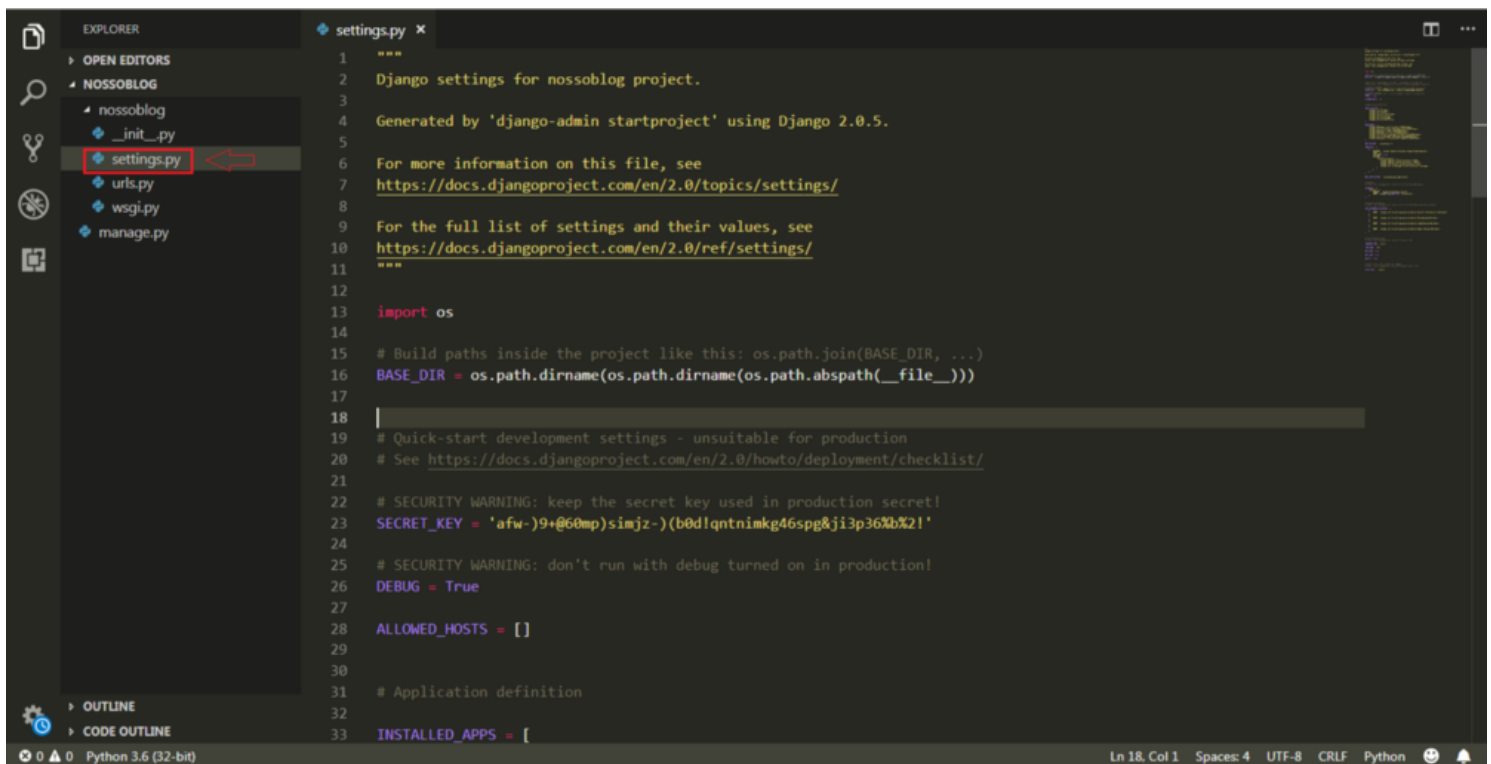 EXPLORER
OPEN EDITORS
NOSSOBLOG
nossoblog
__init__.py
settings.py
urls.py
wsgi.py
manage.py
OUTLINE
CODE OUTLINE
settings.py ×
1 """
2 Django settings for nossoblog project.
3
4 Generated by 'django-admin startproject' using Django 2.0.5.
5
6 For more information on this file, see
7 https://docs.djangoproject.com/en/2.0/topics/settings/
8
9 For the full list of settings and their values, see
10 https://docs.djangoproject.com/en/2.0/ref/settings/
11 """
12
13 import os
14
15 # Build paths inside the project like this: os.path.join(BASE_DIR, ...)
16 BASE_DIR = os.path.dirname(os.path.dirname(os.path.abspath(__file__)))
17
18
19 # Quick-start development settings - unsuitable for production
20 # See https://docs.djangoproject.com/en/2.0/howto/deployment/checklist/
21
22 # SECURITY WARNING: keep the secret key used in production secret!
23 SECRET_KEY = 'afw-)9+@60mp)simjz-)(b0d!qntnimkg46spg&ji3p36%b%2!'
24
25 # SECURITY WARNING: don't run with debug turned on in production!
26 DEBUG = True
27
28 ALLOWED_HOSTS = []
29
30
31 # Application definition
32
33 INSTALLED_APPS = [
0 0 Python 3.6 (32-bit)
Ln 18, Col 1 Spaces: 4 UTF-8 CRLF Python